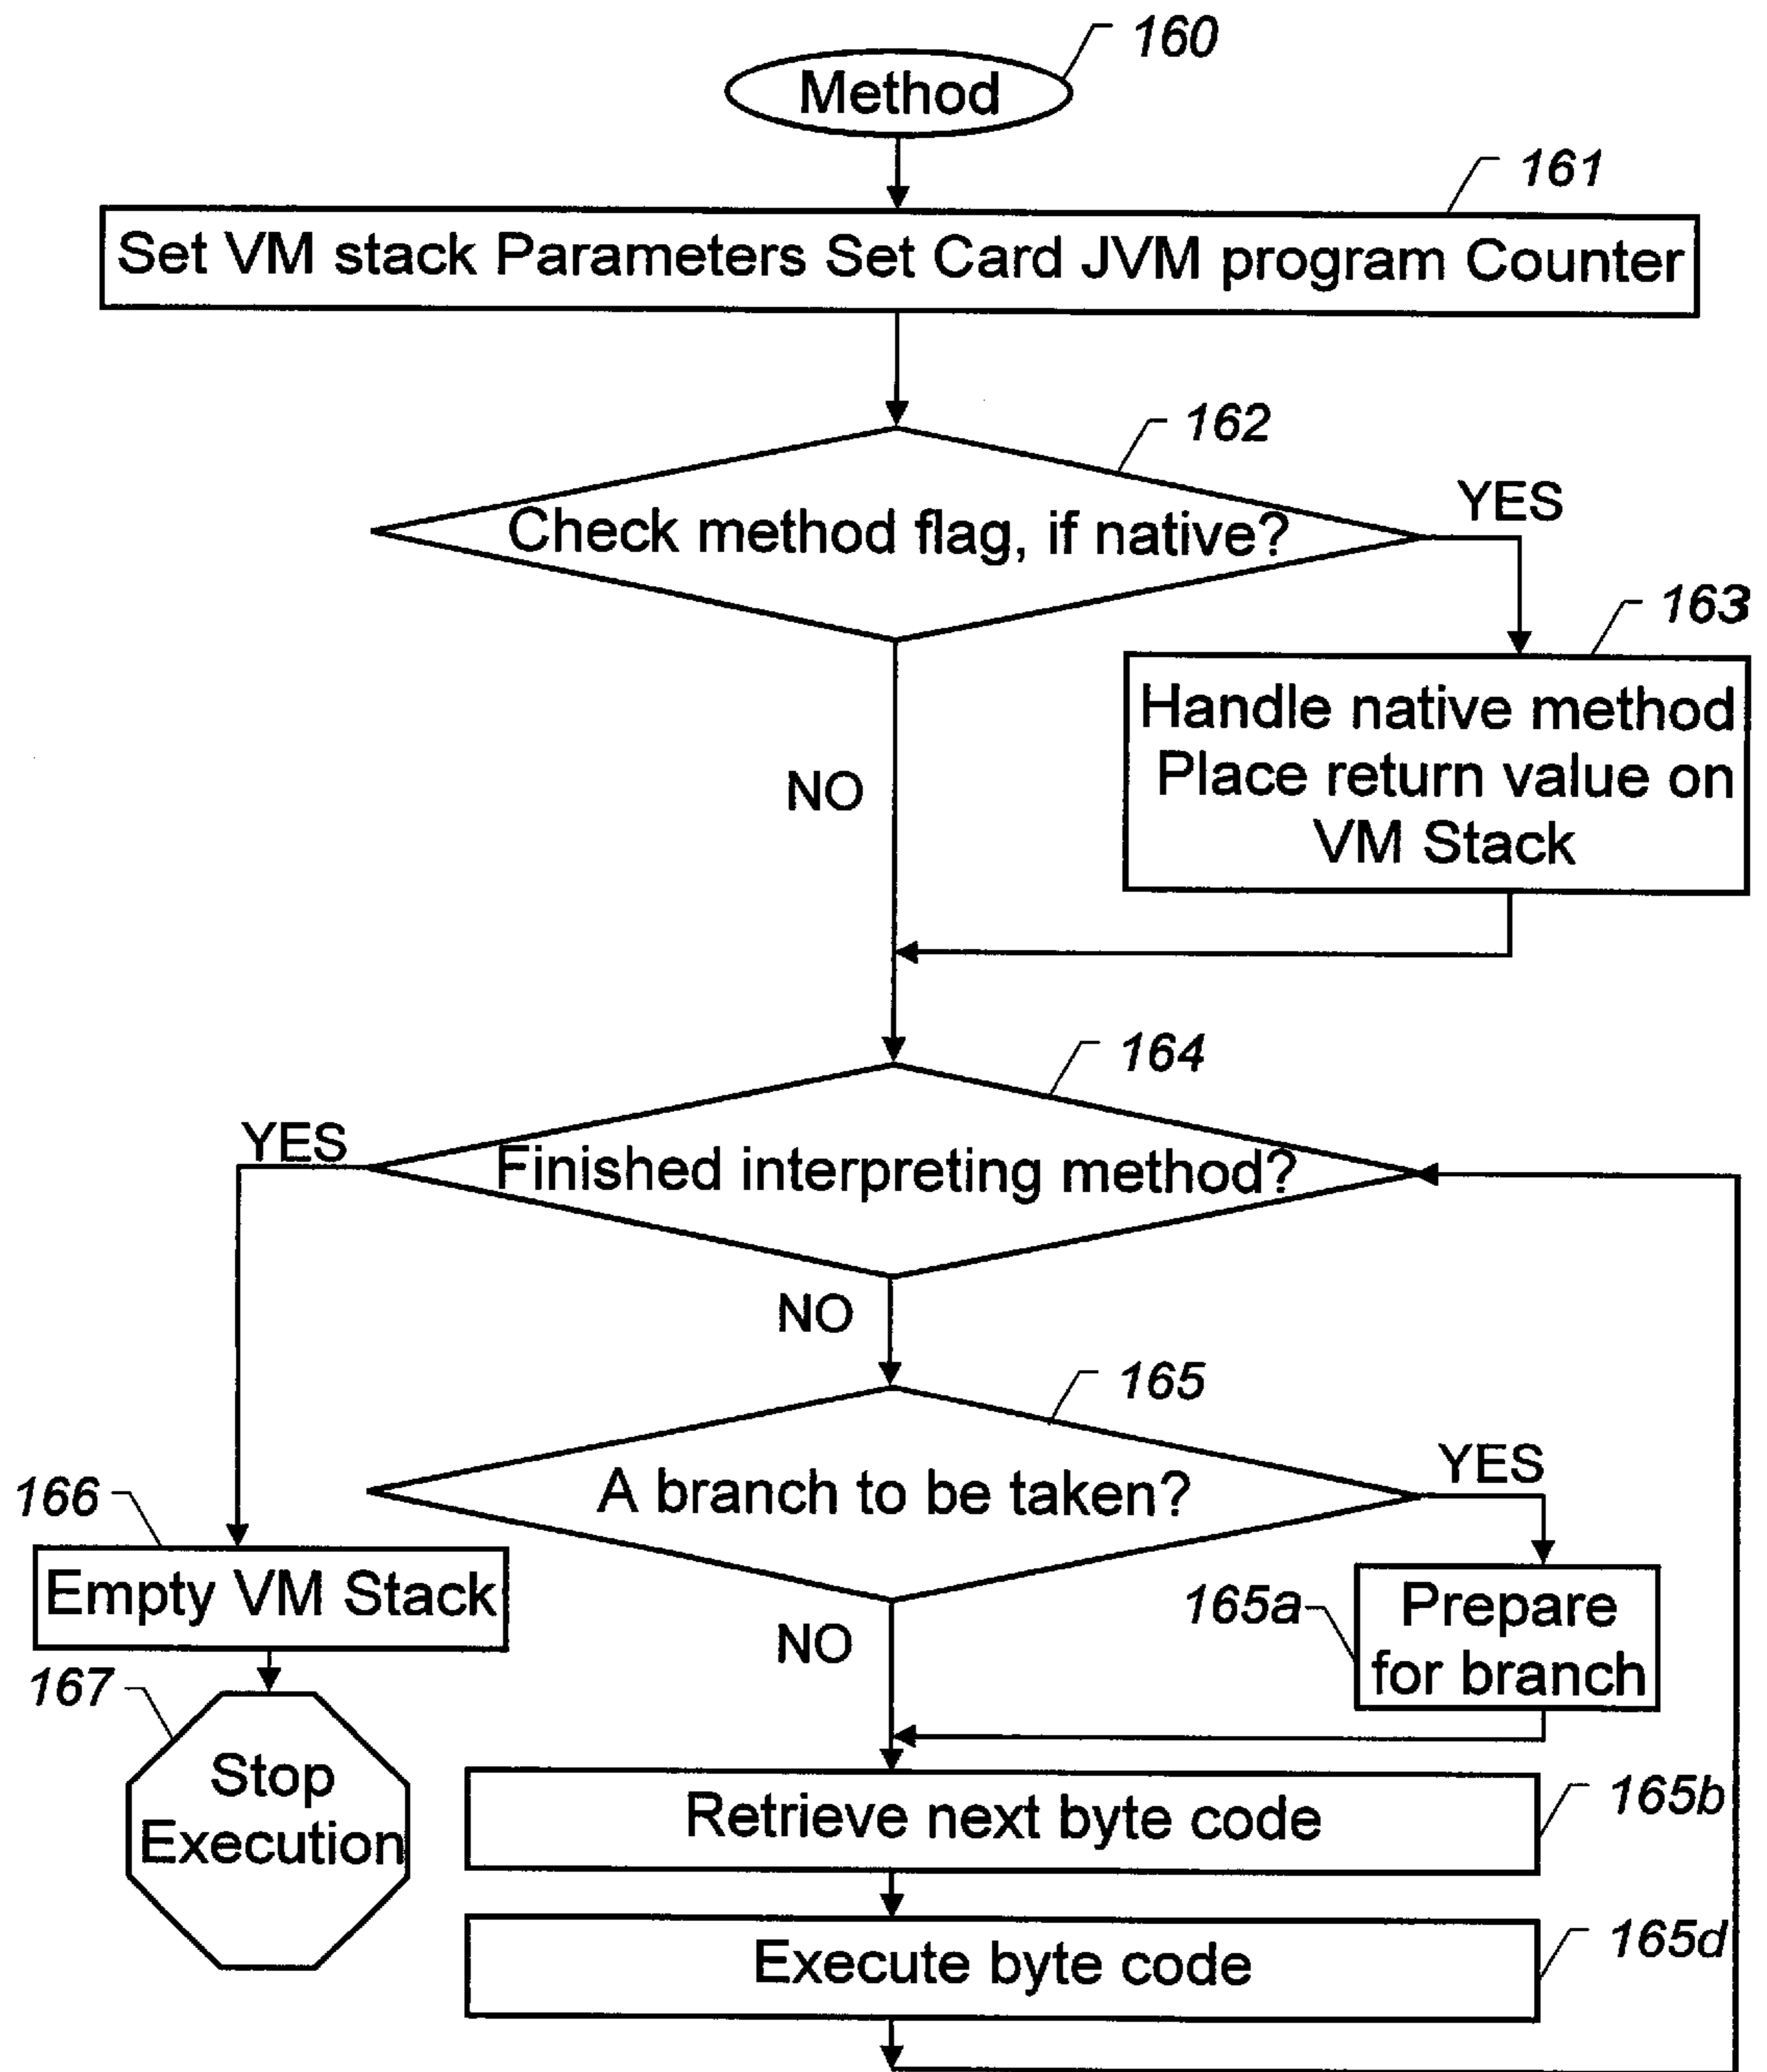 160
Method
161
Set VM stack Parameters Set Card JVM program Counter
162
Check method flag, if native?
YES
163
Handle native method
Place return value on
VM Stack
NO
164
YES
Finished interpreting method?
NO
165
A branch to be taken?
YES
166
Empty VM Stack
165a
Prepare
for branch
NO
167
Stop
Execution
Retrieve next byte code
165b
Execute byte code
165d